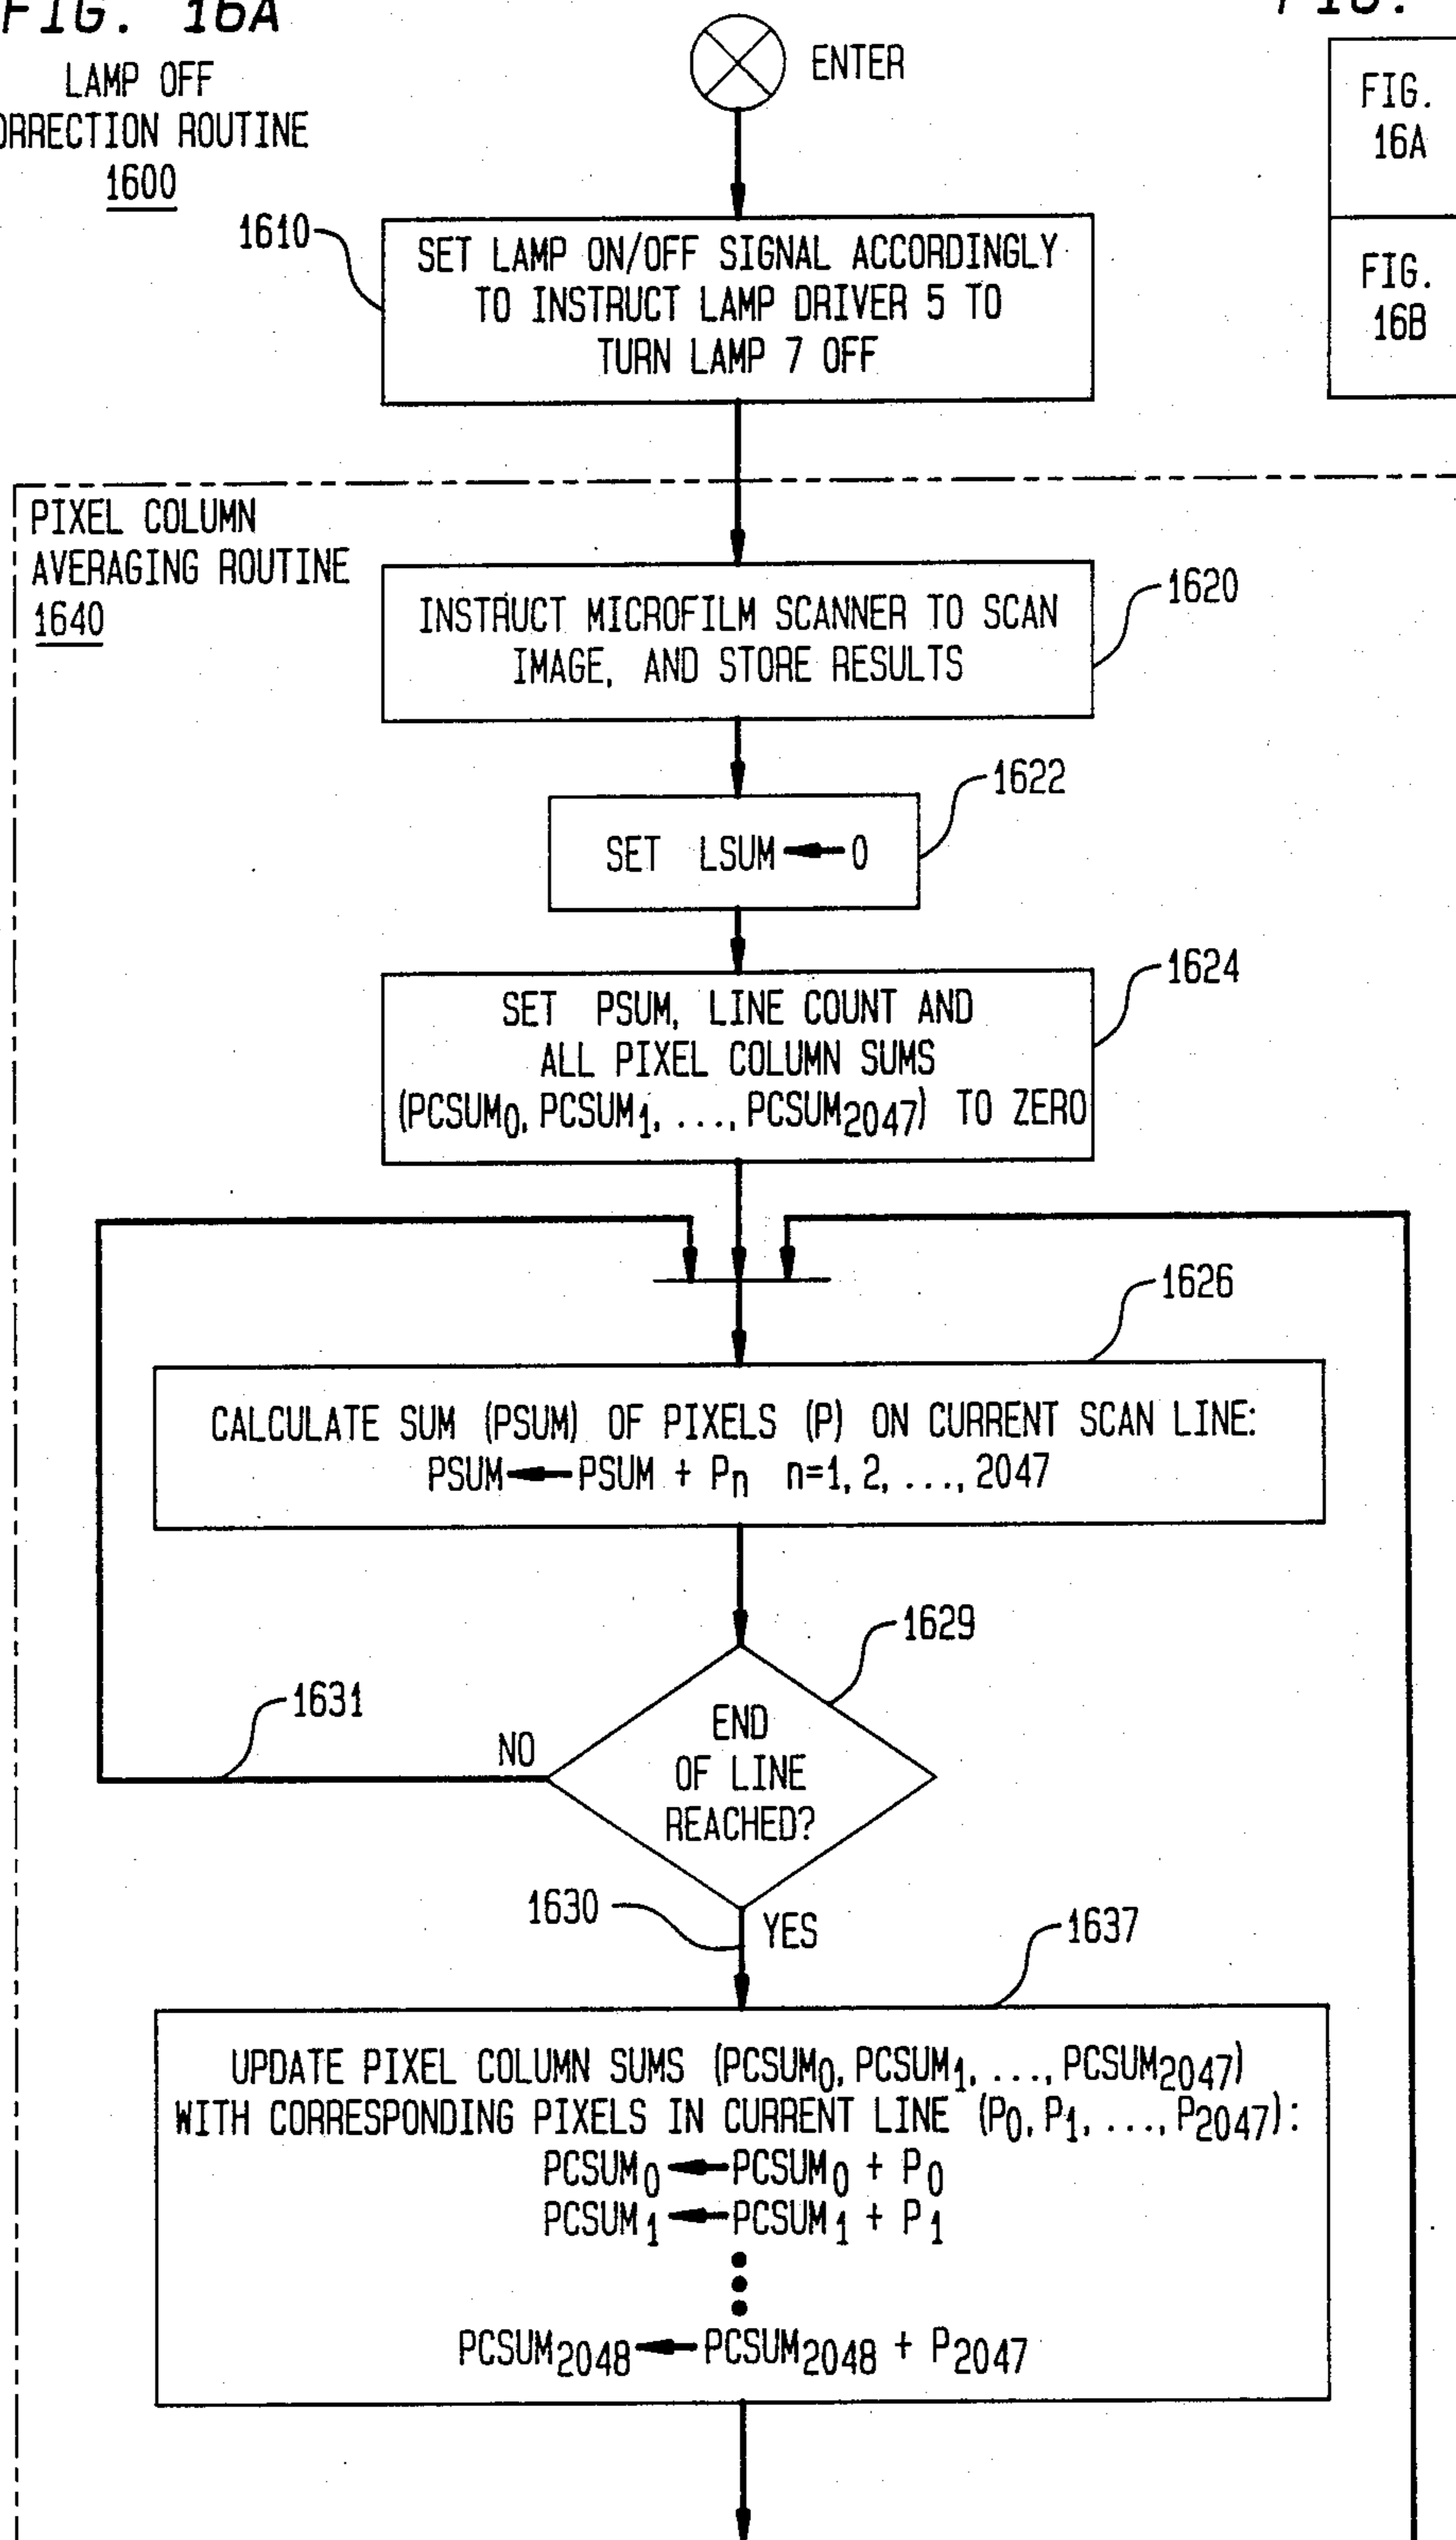 FIG. 16A
LAMP OFF
ORRECTION ROUTINE
1600
ENTER
FIG.
16A
FIG.
16B
1610
SET LAMP ON/OFF SIGNAL ACCORDINGLY
TO INSTRUCT LAMP DRIVER 5 TO
TURN LAMP 7 OFF
PIXEL COLUMN
AVERAGING ROUTINE
1640
1620
INSTRUCT MICROFILM SCANNER TO SCAN
IMAGE, AND STORE RESULTS
1622
SET LSUM ← 0
1624
SET PSUM, LINE COUNT AND
ALL PIXEL COLUMN SUMS
(PCSUM₀, PCSUM₁, ..., PCSUM₂₀₄₇) TO ZERO
1626
CALCULATE SUM (PSUM) OF PIXELS (P) ON CURRENT SCAN LINE:
PSUM ← PSUM + Pₙ n=1, 2, ..., 2047
1629
END
OF LINE
REACHED?
1631
NO
1630
YES
1637
UPDATE PIXEL COLUMN SUMS (PCSUM₀, PCSUM₁, ..., PCSUM₂₀₄₇)
WITH CORRESPONDING PIXELS IN CURRENT LINE (P₀, P₁, ..., P₂₀₄₇):
PCSUM₀ ← PCSUM₀ + P₀
PCSUM₁ ← PCSUM₁ + P₁
PCSUM₂₀₄₈ ← PCSUM₂₀₄₈ + P₂₀₄₇